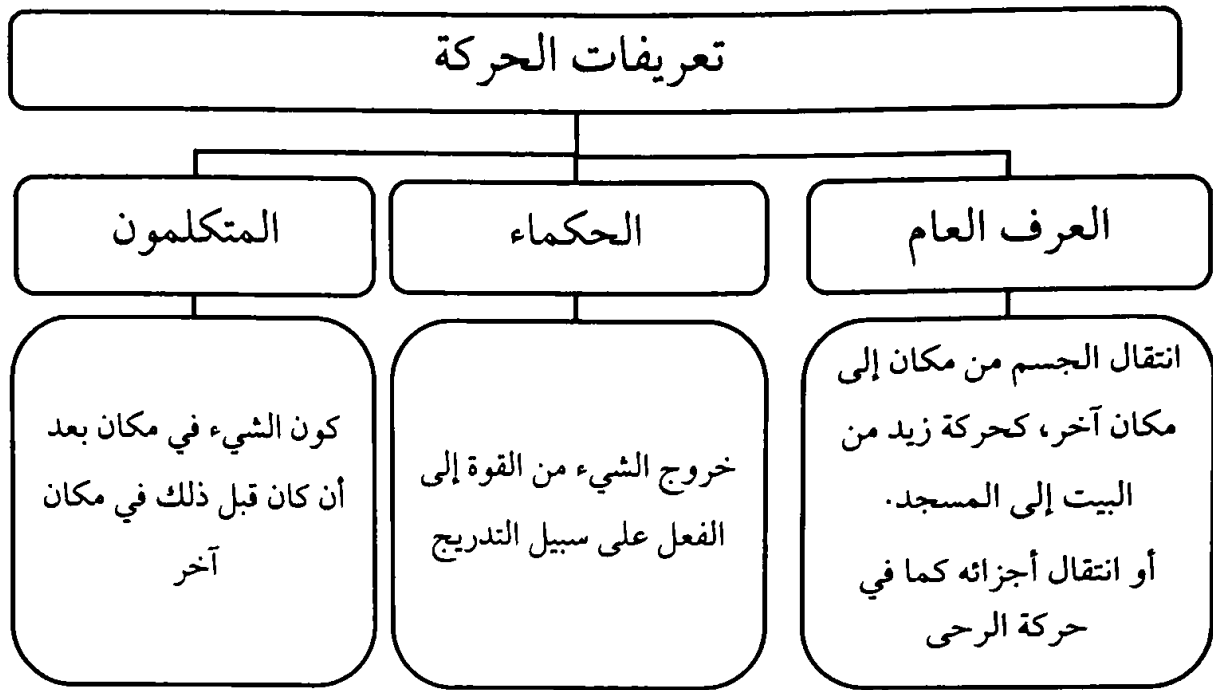 تعريفات الحركة
العرف العام
الحكماء
المتكلمون
انتقال الجسم من مكان إلى
مكان آخر، كحركة زيد من
البيت إلى المسجد.
أو انتقال أجزائه كما في
حركة الرحى
خروج الشيء من القوة إلى
الفعل على سبيل التدريج
كون الشيء في مكان بعد
أن كان قبل ذلك في مكان
آخر